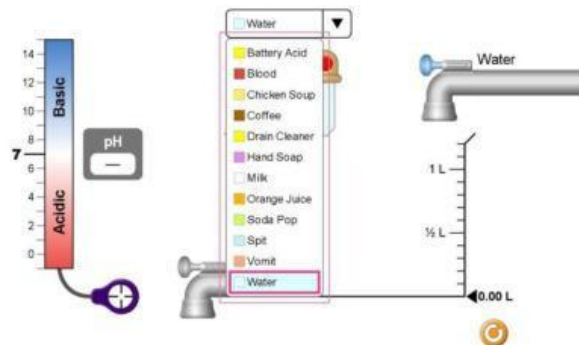 Water
14
12
10
8
7
6
4
2
0
Basic
Acidic
pH
—
Battery Acid
Blood
Chicken Soup
Coffee
Drain Cleaner
Hand Soap
Milk
Orange Juice
Soda Pop
Spit
Vomit
Water
Water
1 L
½ L
0.00 L